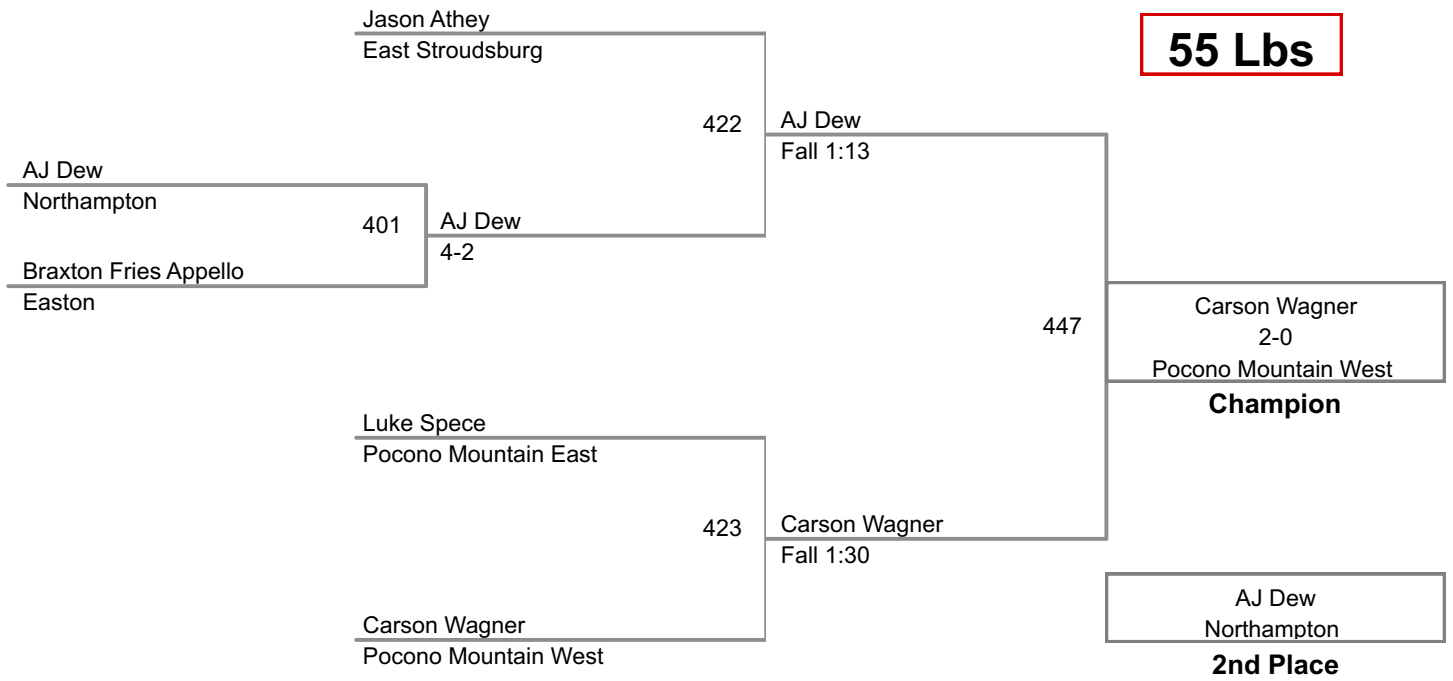 Jason Athey
East Stroudsburg
55 Lbs
422
AJ Dew
Fall 1:13
AJ Dew
Northampton
401
AJ Dew
4-2
Braxton Fries Appello
Easton
447
Carson Wagner
2-0
Pocono Mountain West
Champion
Luke Spece
Pocono Mountain East
423
Carson Wagner
Fall 1:30
Carson Wagner
Pocono Mountain West
AJ Dew
Northampton
2nd Place